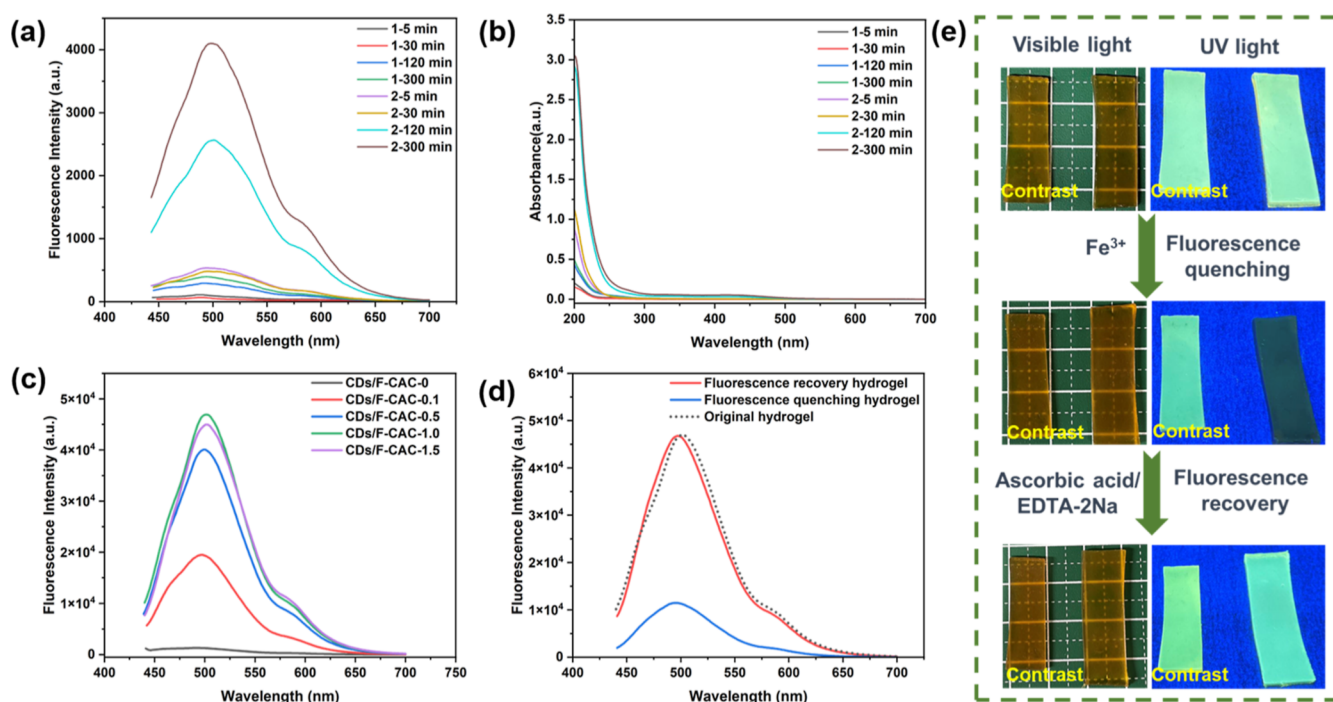 (a)
Fluorescence Intensity (a.u.)
4000
3000
2000
1000
0
400 450 500 550 600 650 700 750
Wavelength (nm)
1-5 min
1-30 min
1-120 min
1-300 min
2-5 min
2-30 min
2-120 min
2-300 min
(b)
Absorbance(a.u.)
3.5
3.0
2.5
2.0
1.5
1.0
0.5
0.0
200 300 400 500 600 700 800
Wavelength (nm)
1-5 min
1-30 min
1-120 min
1-300 min
2-5 min
2-30 min
2-120 min
2-300 min
(c)
Fluorescence Intensity (a.u.)
5×10⁴
4×10⁴
3×10⁴
2×10⁴
1×10⁴
0
400 450 500 550 600 650 700 750
Wavelength (nm)
CDs/F-CAC-0
CDs/F-CAC-0.1
CDs/F-CAC-0.5
CDs/F-CAC-1.0
CDs/F-CAC-1.5
(d)
Fluorescence Intensity (a.u.)
6×10⁴
5×10⁴
4×10⁴
3×10⁴
2×10⁴
1×10⁴
0
400 450 500 550 600 650 700
Wavelength (nm)
Fluorescence recovery hydrogel
Fluorescence quenching hydrogel
Original hydrogel
(e)
Visible light UV light
Contrast Contrast
Fe³⁺ Fluorescence
quenching
Contrast Contrast
Ascorbic acid/ Fluorescence
EDTA-2Na recovery
Contrast Contrast